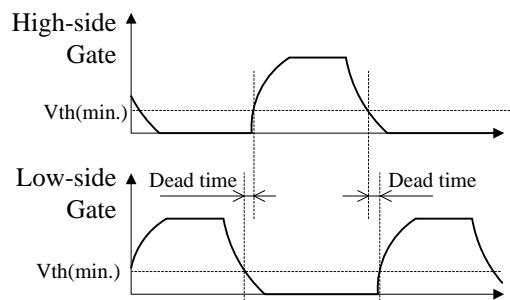 High-side
Gate
Vth(min.)
Low-side
Gate
Dead time
Dead time
Vth(min.)